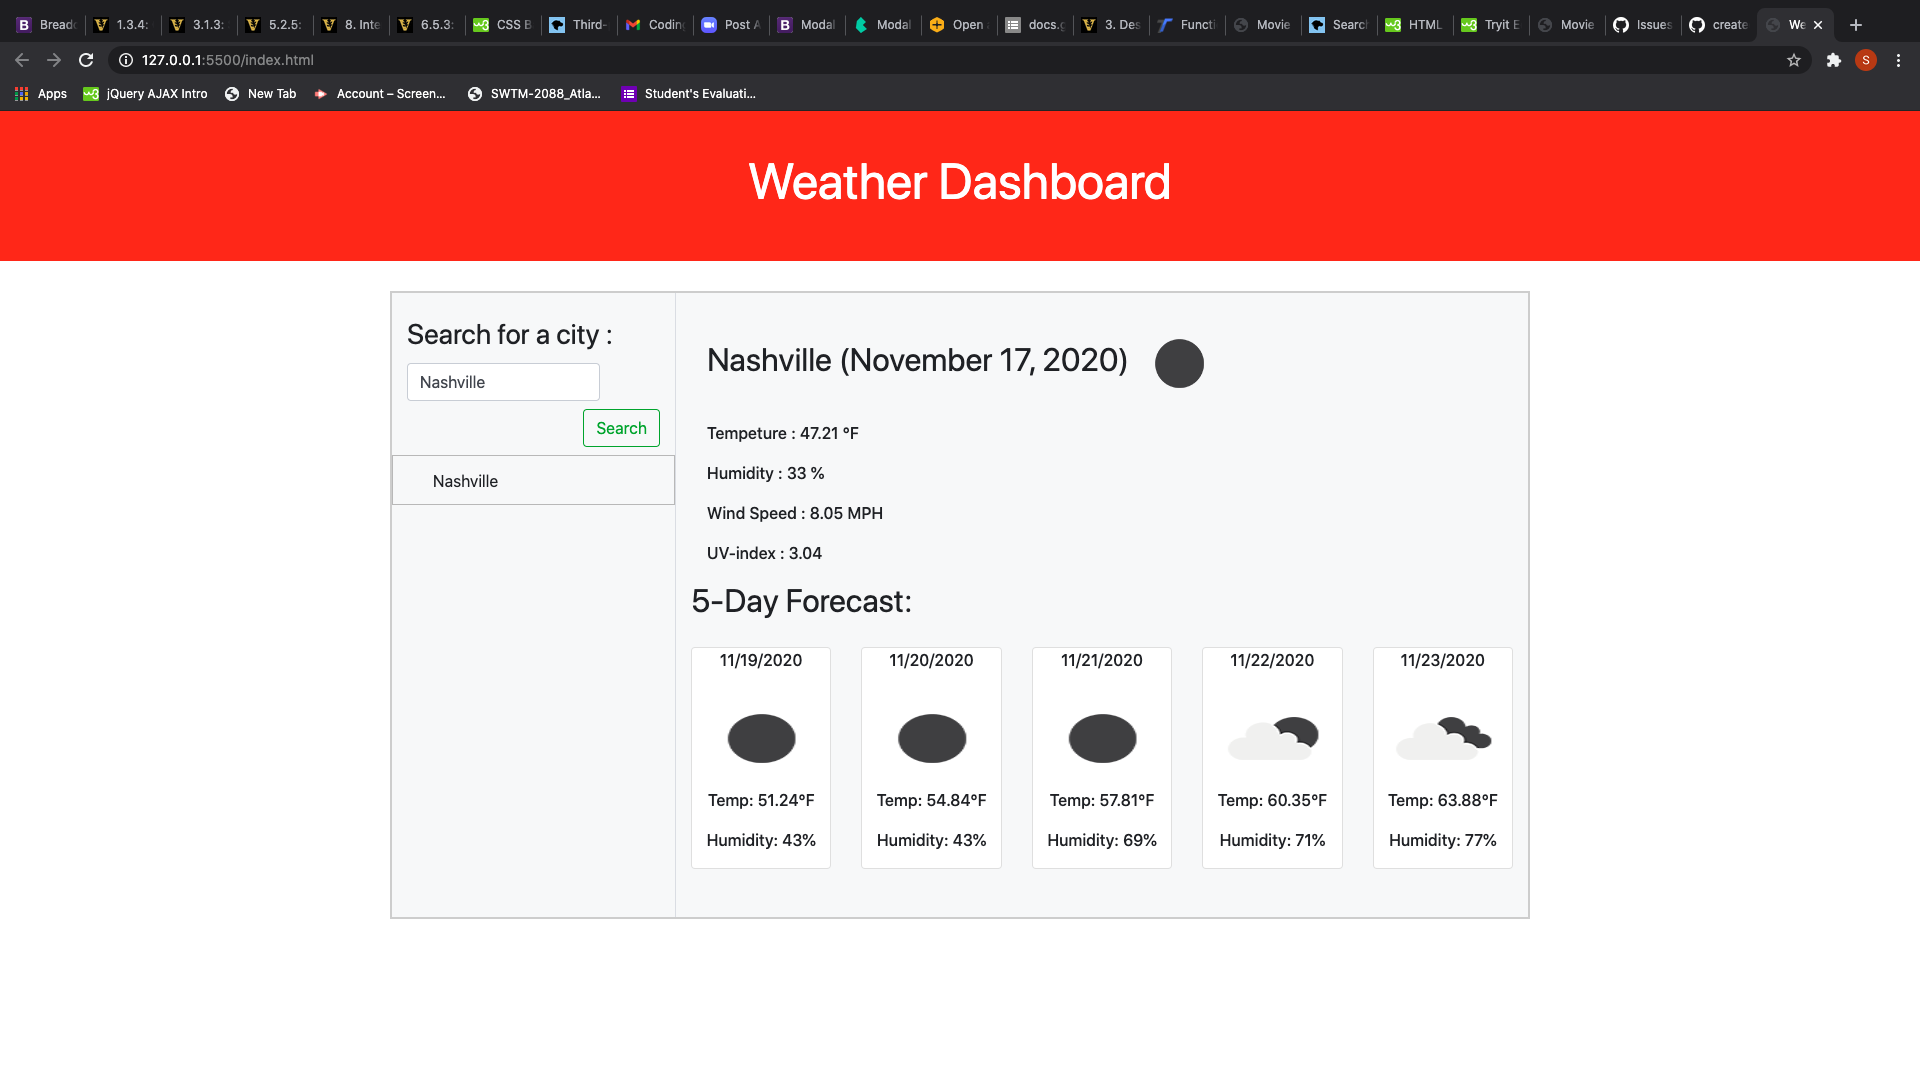 Bread 1.3.4: 3.1.3: 5.2.5: 8. Inte 6.5.3: CSS B Third- Coding Post A Modal Modal Open a docs.g 3. Des Functi Movie Search HTML Tryit E Movie Issues create We
127.0.0.1:5500/index.html S
Apps jQuery AJAX Intro New Tab Account – Screen... SWTM-2088_Atla... Student's Evaluati...
Weather Dashboard
Search for a city :
Nashville
Search
Nashville
Nashville (November 17, 2020)
Tempeture : 47.21 °F
Humidity : 33 %
Wind Speed : 8.05 MPH
UV-index : 3.04
5-Day Forecast:
11/19/2020
Temp: 51.24°F
Humidity: 43%
11/20/2020
Temp: 54.84°F
Humidity: 43%
11/21/2020
Temp: 57.81°F
Humidity: 69%
11/22/2020
Temp: 60.35°F
Humidity: 71%
11/23/2020
Temp: 63.88°F
Humidity: 77%